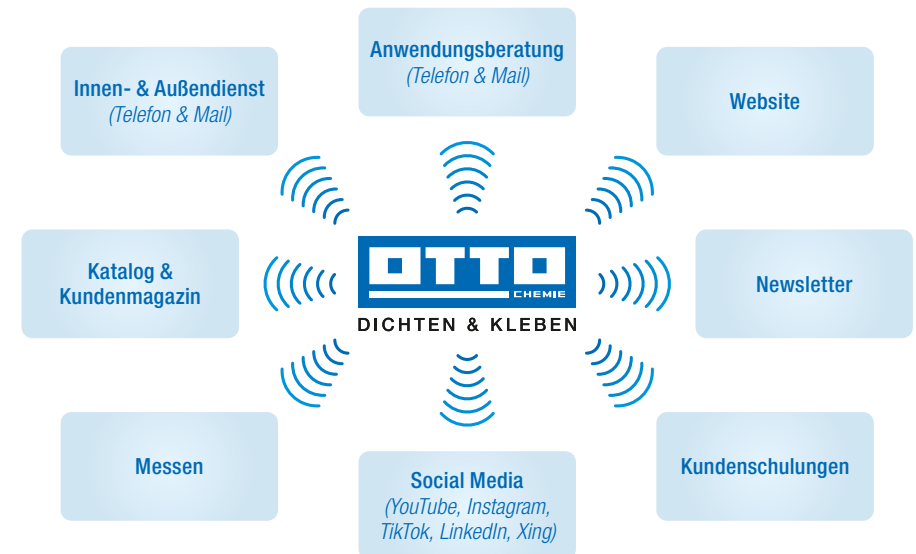 Anwendungsberatung
(Telefon & Mail)
Innen- & Außendienst
(Telefon & Mail)
Website
Katalog &
Kundenmagazin
OTTO
CHEMIE
DICHTEN & KLEBEN
Newsletter
Messen
Social Media
(YouTube, Instagram,
TikTok, LinkedIn, Xing)
Kundenschulungen